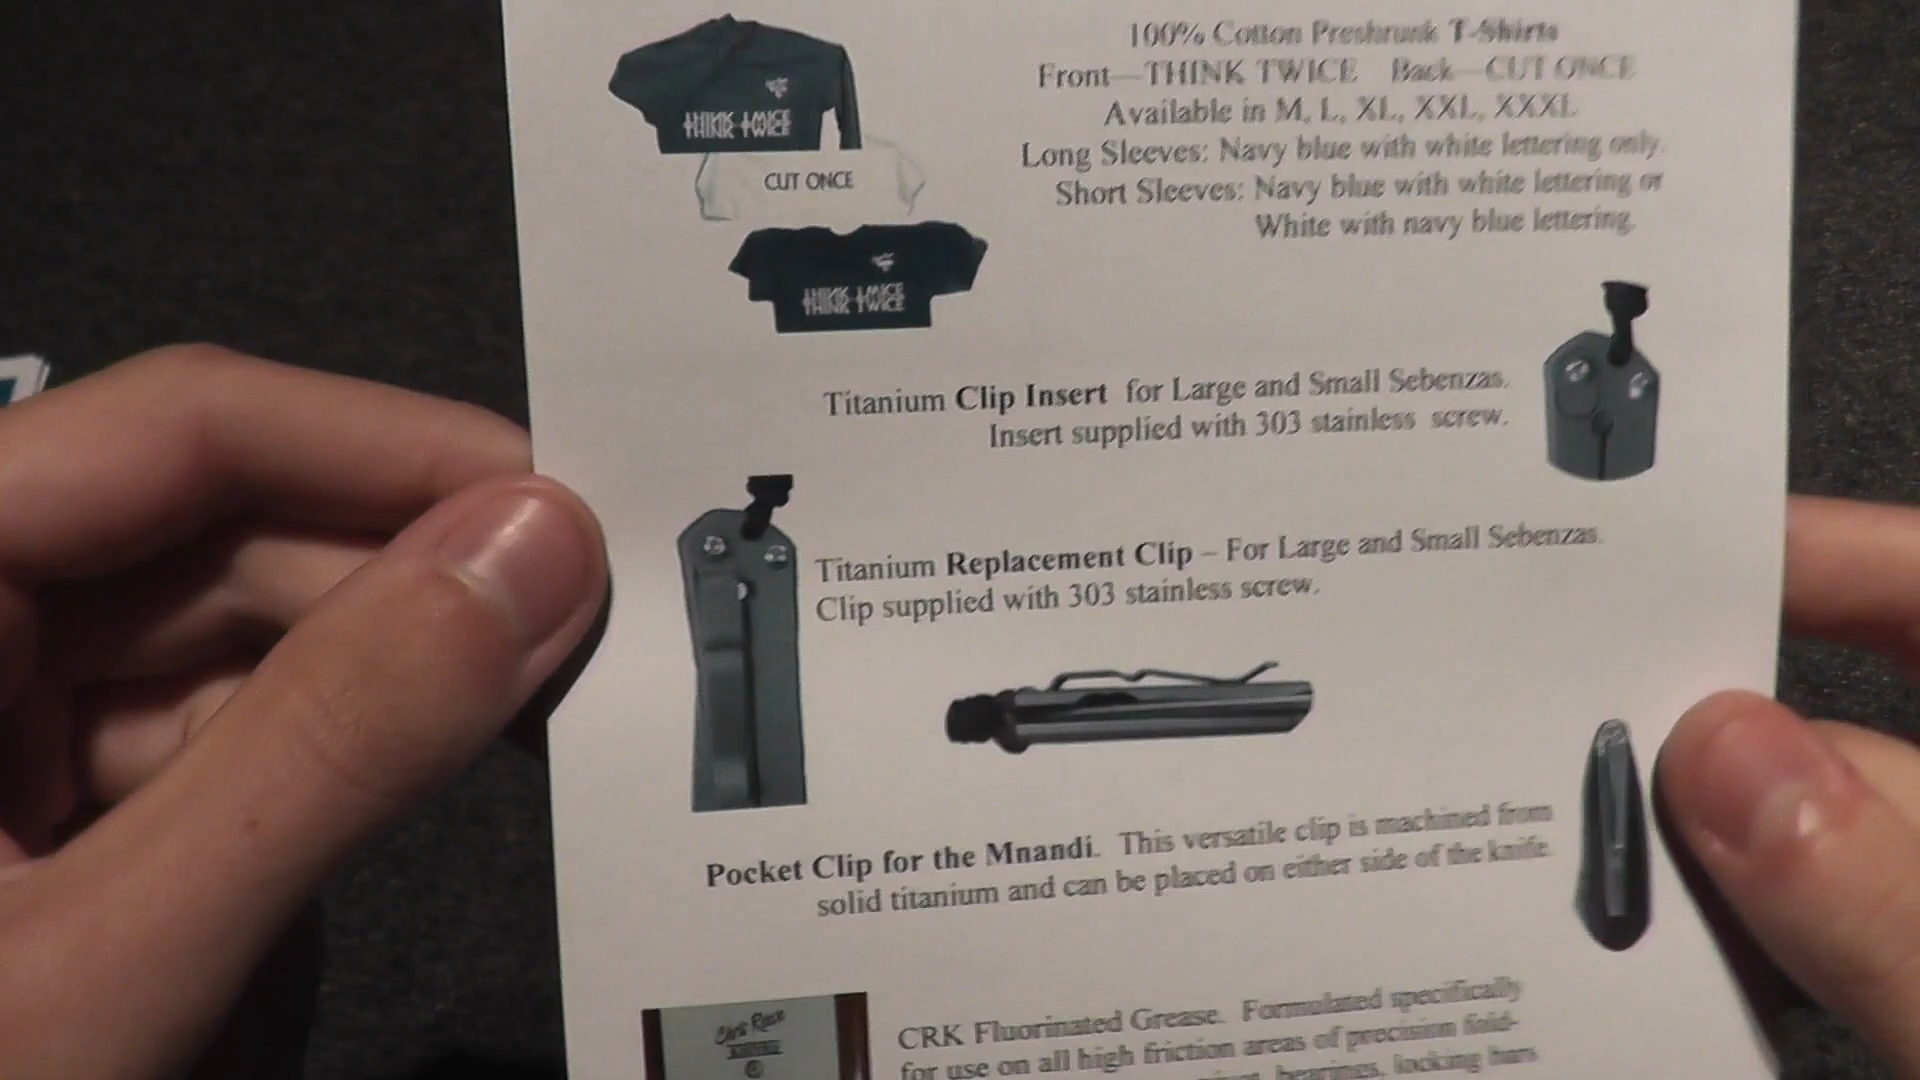 100% Cotton Preshrunk T-Shirts
Front—THINK TWICE Back—CUT ONCE
Available in M, L, XL, XXL, XXXL
Long Sleeves: Navy blue with white lettering only.
Short Sleeves: Navy blue with white lettering or
White with navy blue lettering.
THINK TWICE
CUT ONCE
THINK TWICE
Titanium Clip Insert for Large and Small Sebenzas.
Insert supplied with 303 stainless screw.
Titanium Replacement Clip – For Large and Small Sebenzas.
Clip supplied with 303 stainless screw.
Pocket Clip for the Mnandi. This versatile clip is machined from
solid titanium and can be placed on either side of the knife.
Chris Reeve
CRK Fluorinated Grease. Formulated specifically
for use on all high friction areas of precision fold-
bearings, locking bars